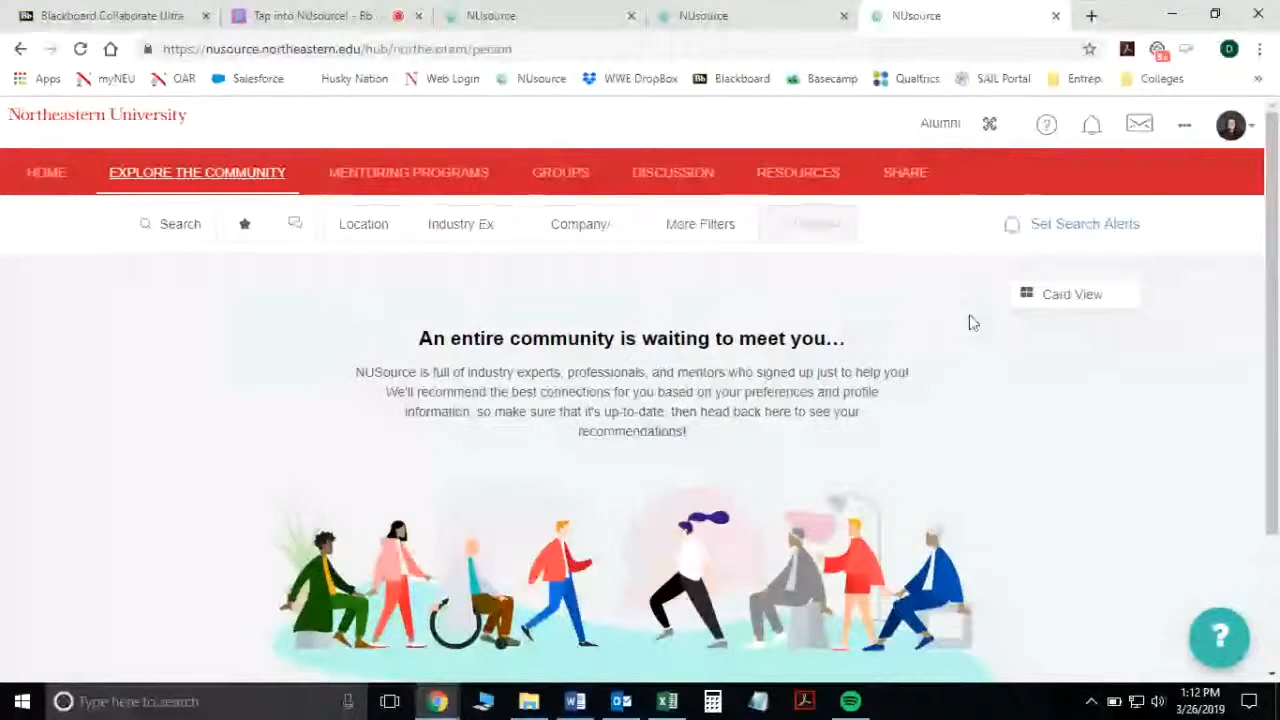 Blackboard Collaborate Ultra
Tap into NUsource! - Bb
NUsource
NUsource
NUsource
https://nusource.northeastern.edu/hub/northeastern/person
D
Apps
myNEU
OAR
Salesforce
Husky Nation
Web Login
NUsource
WWE DropBox
Bb Blackboard
Basecamp
Qualtrics
SAIL Portal
Entrep.
Colleges
»
Northeastern University
Alumni
HOME
EXPLORE THE COMMUNITY
MENTORING PROGRAMS
GROUPS
DISCUSSION
RESOURCES
SHARE
Search
Location
Industry Ex
Company/
More Filters
Set Search Alerts
Card View
An entire community is waiting to meet you…
NUSource is full of industry experts, professionals, and mentors who signed up just to help you!
We'll recommend the best connections for you based on your preferences and profile
information, so make sure that it's up-to-date, then head back here to see your
recommendations!
?
Type here to search
1:12 PM
3/26/2019